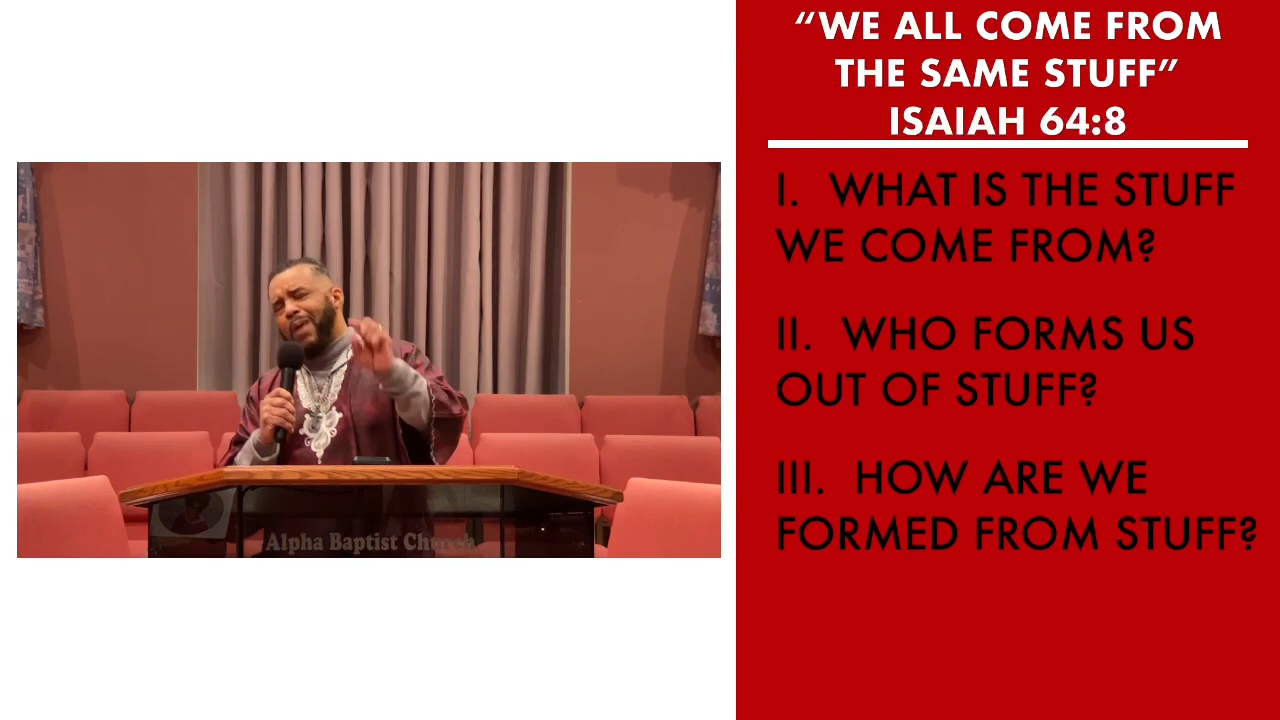 “WE ALL COME FROM
THE SAME STUFF”
ISAIAH 64:8
I. WHAT IS THE STUFF
WE COME FROM?
II. WHO FORMS US
OUT OF STUFF?
III. HOW ARE WE
FORMED FROM STUFF?
Alpha Baptist Church